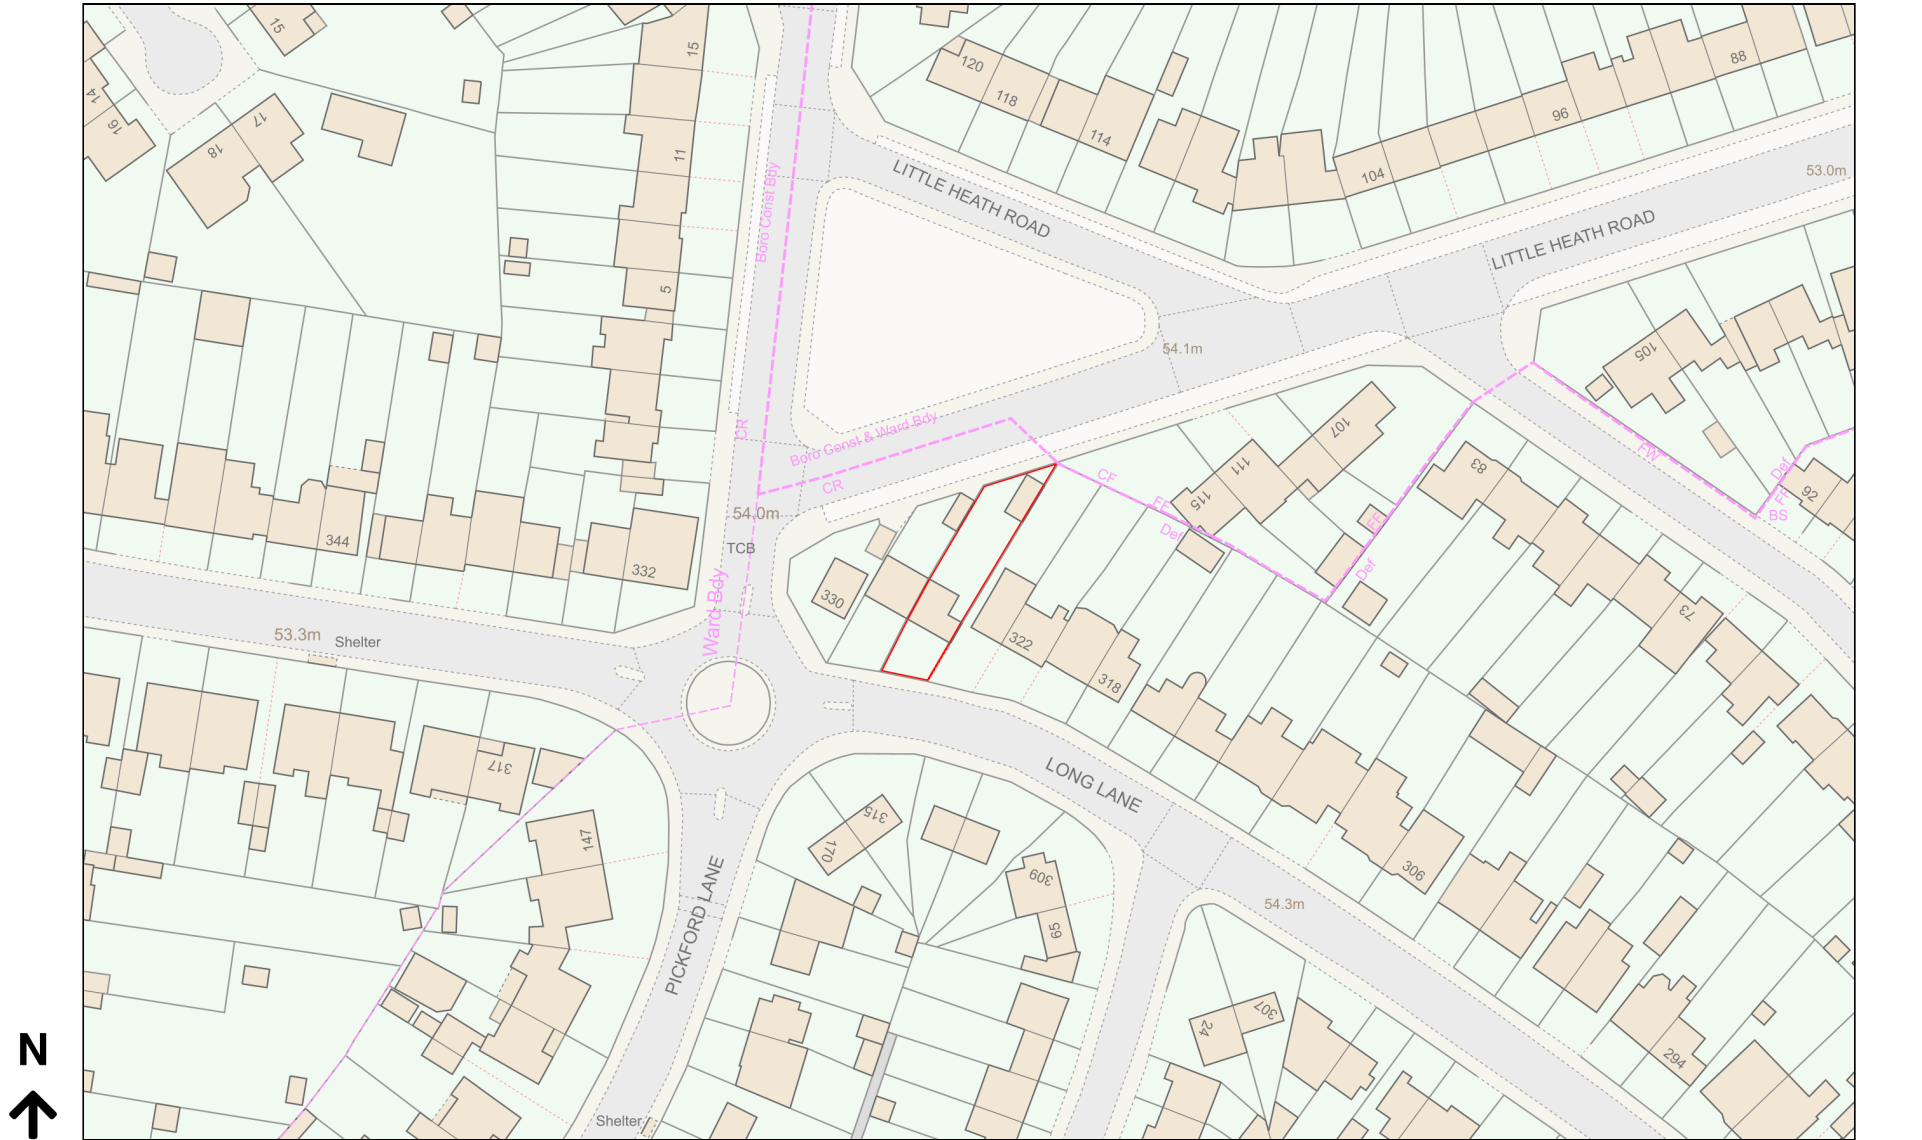 15
15
120
118
114
88
96
104
53.0m
14
16
17
18
11
5
Boro Const Bdy
LITTLE HEATH ROAD
LITTLE HEATH ROAD
54.1m
105
107
111
115
CR
Boro Const & Ward Bdy
CR
CF
FF
Def
FF
Def
FW
Def
FF
BS
83
92
73
344
332
54.0m
TCB
330
322
318
Ward Bdy
53.3m
Shelter
317
147
LONG LANE
315
170
309
65
306
54.3m
PICKFORD LANE
307
24
294
Shelter
N